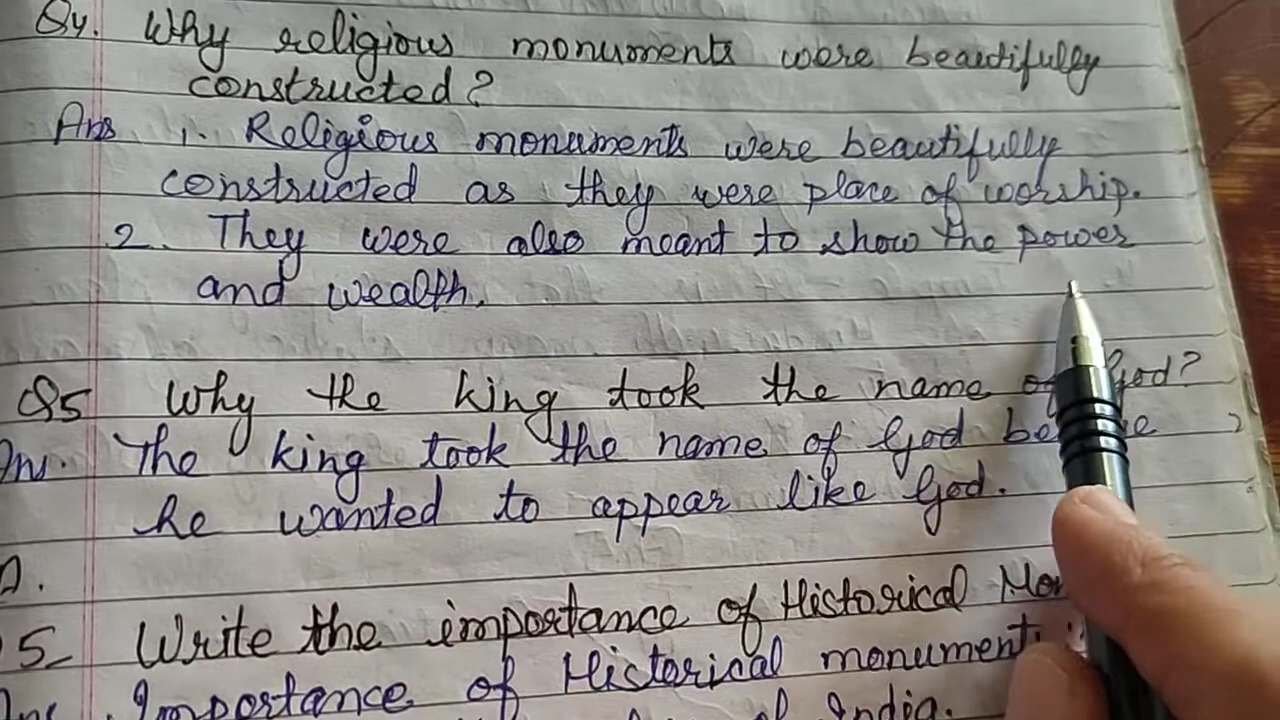 Q4. Why religious monuments were beautifully
constructed?
Ans 1. Religious monuments were beautifully
constructed as they were place of worship.
2. They were also meant to show the power
and wealth.
Q5 Why the king took the name of God?
Ans. The king took the name of God
he wanted to appear like God.
5 Write the importance of Historical
Importance of Historical monument
India.